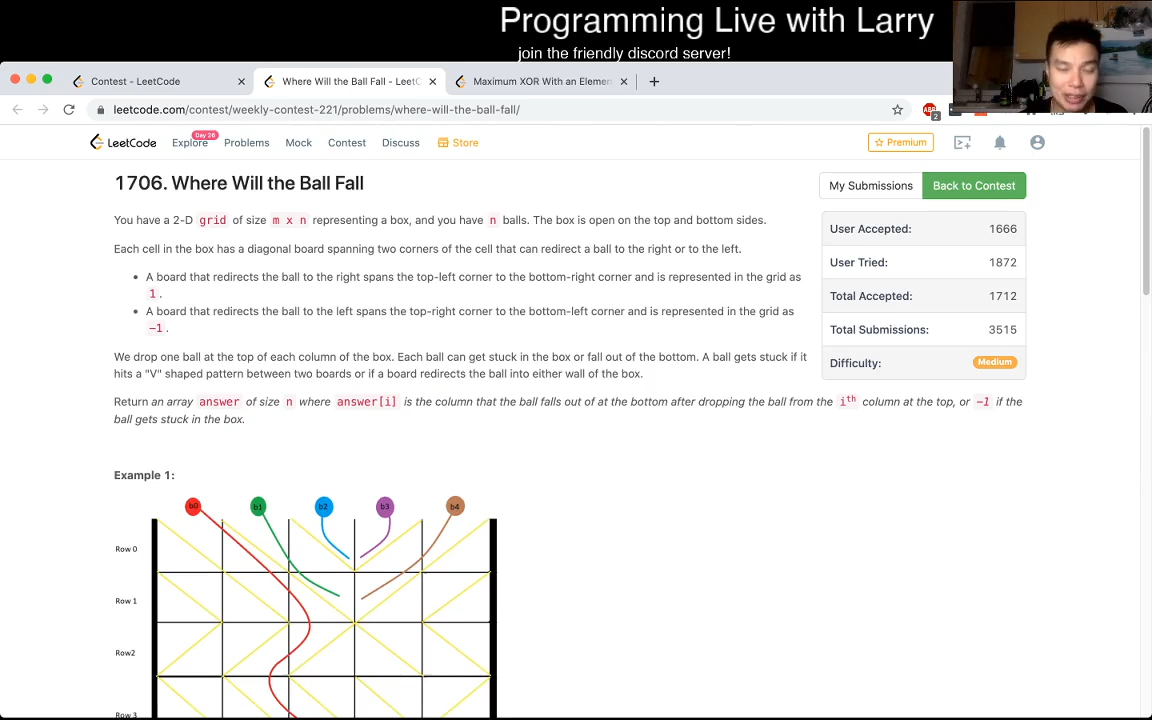 Programming Live with Larry
join the friendly discord server!
Contest - LeetCode
Where Will the Ball Fall - LeetC
Maximum XOR With an Elemen
leetcode.com/contest/weekly-contest-221/problems/where-will-the-ball-fall/
ABP
2
LeetCode
Explore
Day 26
Problems
Mock
Contest
Discuss
Store
Premium
1706. Where Will the Ball Fall
My Submissions
Back to Contest
You have a 2-D grid of size m x n representing a box, and you have n balls. The box is open on the top and bottom sides.
Each cell in the box has a diagonal board spanning two corners of the cell that can redirect a ball to the right or to the left.
• A board that redirects the ball to the right spans the top-left corner to the bottom-right corner and is represented in the grid as
1.
• A board that redirects the ball to the left spans the top-right corner to the bottom-left corner and is represented in the grid as
-1.
We drop one ball at the top of each column of the box. Each ball can get stuck in the box or fall out of the bottom. A ball gets stuck if it
hits a "V" shaped pattern between two boards or if a board redirects the ball into either wall of the box.
Return an array answer of size n where answer[i] is the column that the ball falls out of at the bottom after dropping the ball from the ith column at the top, or -1 if the
ball gets stuck in the box.
User Accepted: 1666
User Tried: 1872
Total Accepted: 1712
Total Submissions: 3515
Difficulty: Medium
Example 1:
b0 b1 b2 b3 b4
Row 0
Row 1
Row2
Row 3